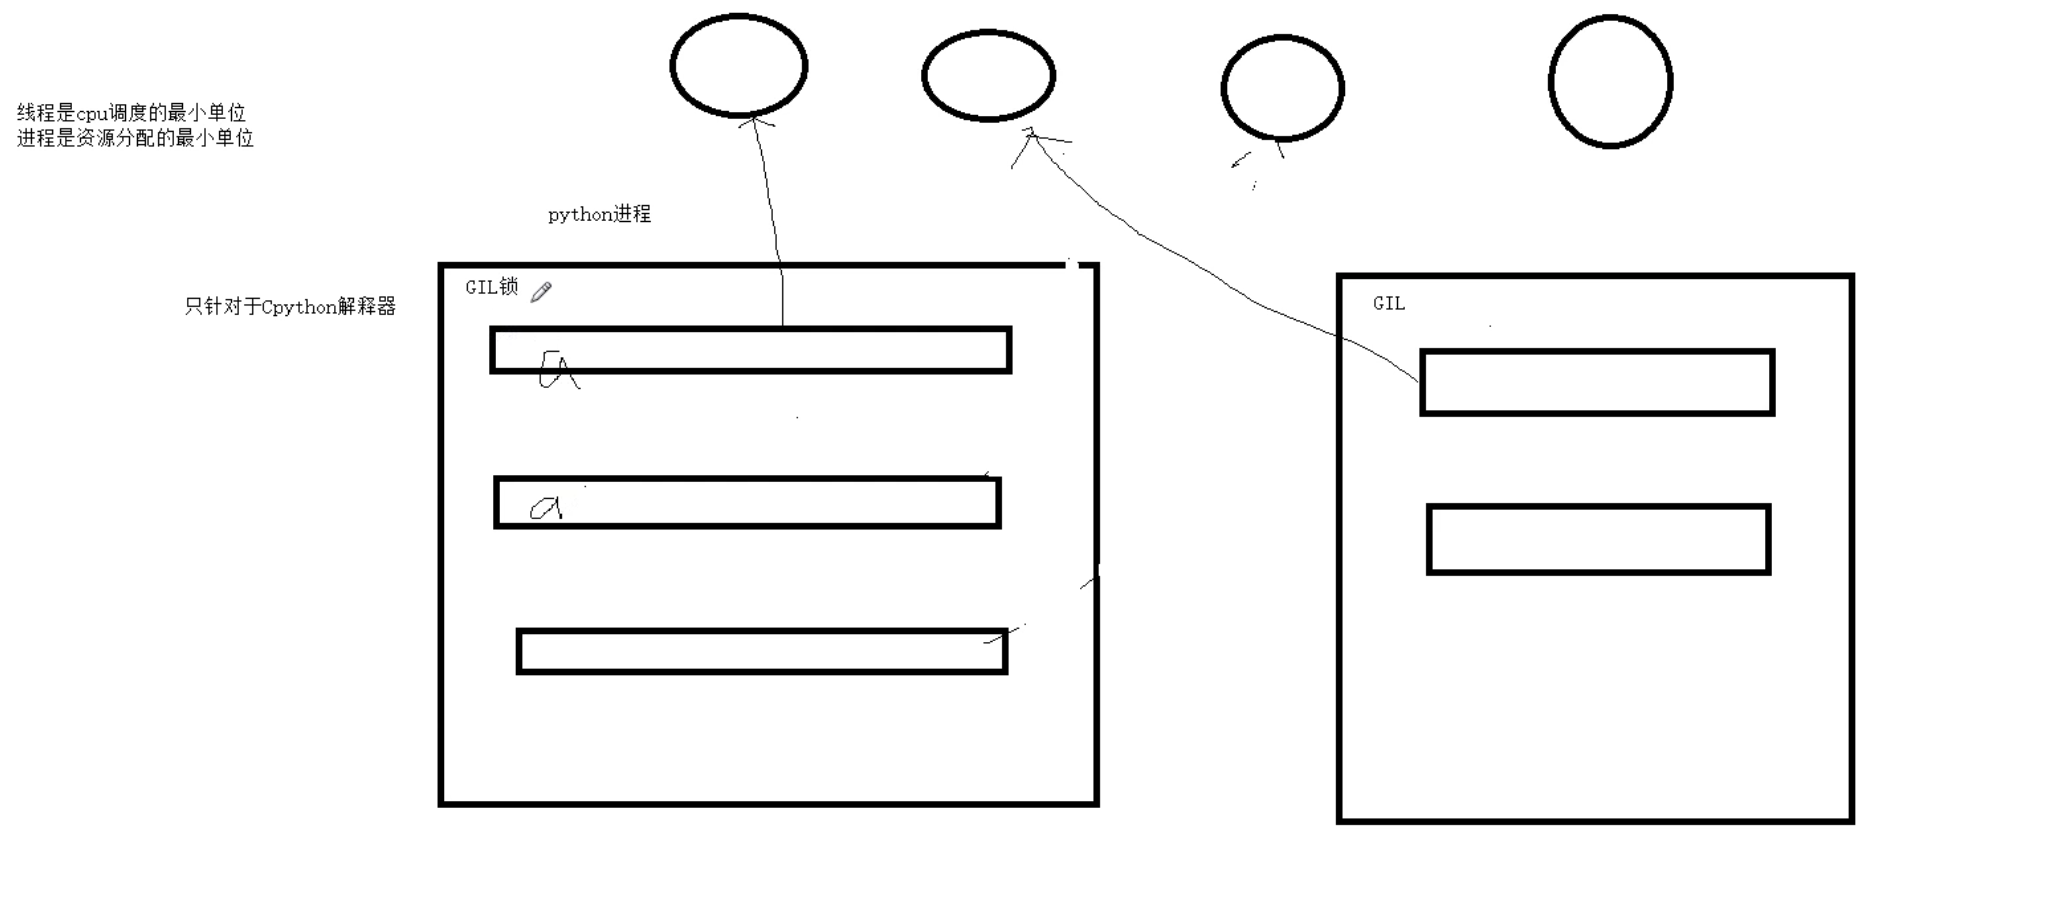 线程是cpu调度的最小单位
进程是资源分配的最小单位
python进程
GIL锁
GIL
只针对于Cpython解释器
a
a